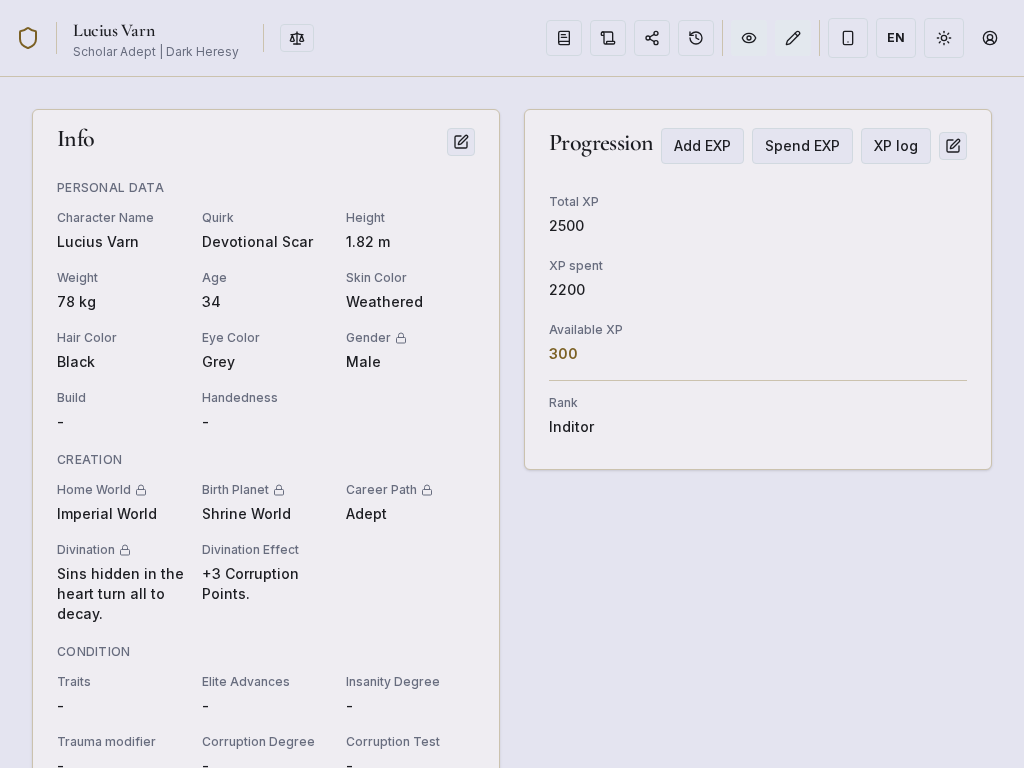 Lucius Varn
Scholar Adept | Dark Heresy
EN
Info
PERSONAL DATA
Character Name Quirk Height
Lucius Varn Devotional Scar 1.82 m
Weight Age Skin Color
78 kg 34 Weathered
Hair Color Eye Color Gender
Black Grey Male
Build Handedness
- -
CREATION
Home World Birth Planet Career Path
Imperial World Shrine World Adept
Divination Divination Effect
Sins hidden in the +3 Corruption
heart turn all to Points.
decay.
CONDITION
Traits Elite Advances Insanity Degree
- - -
Trauma modifier Corruption Degree Corruption Test
- - -
Progression Add EXP Spend EXP XP log
Total XP
2500
XP spent
2200
Available XP
300
Rank
Inditor